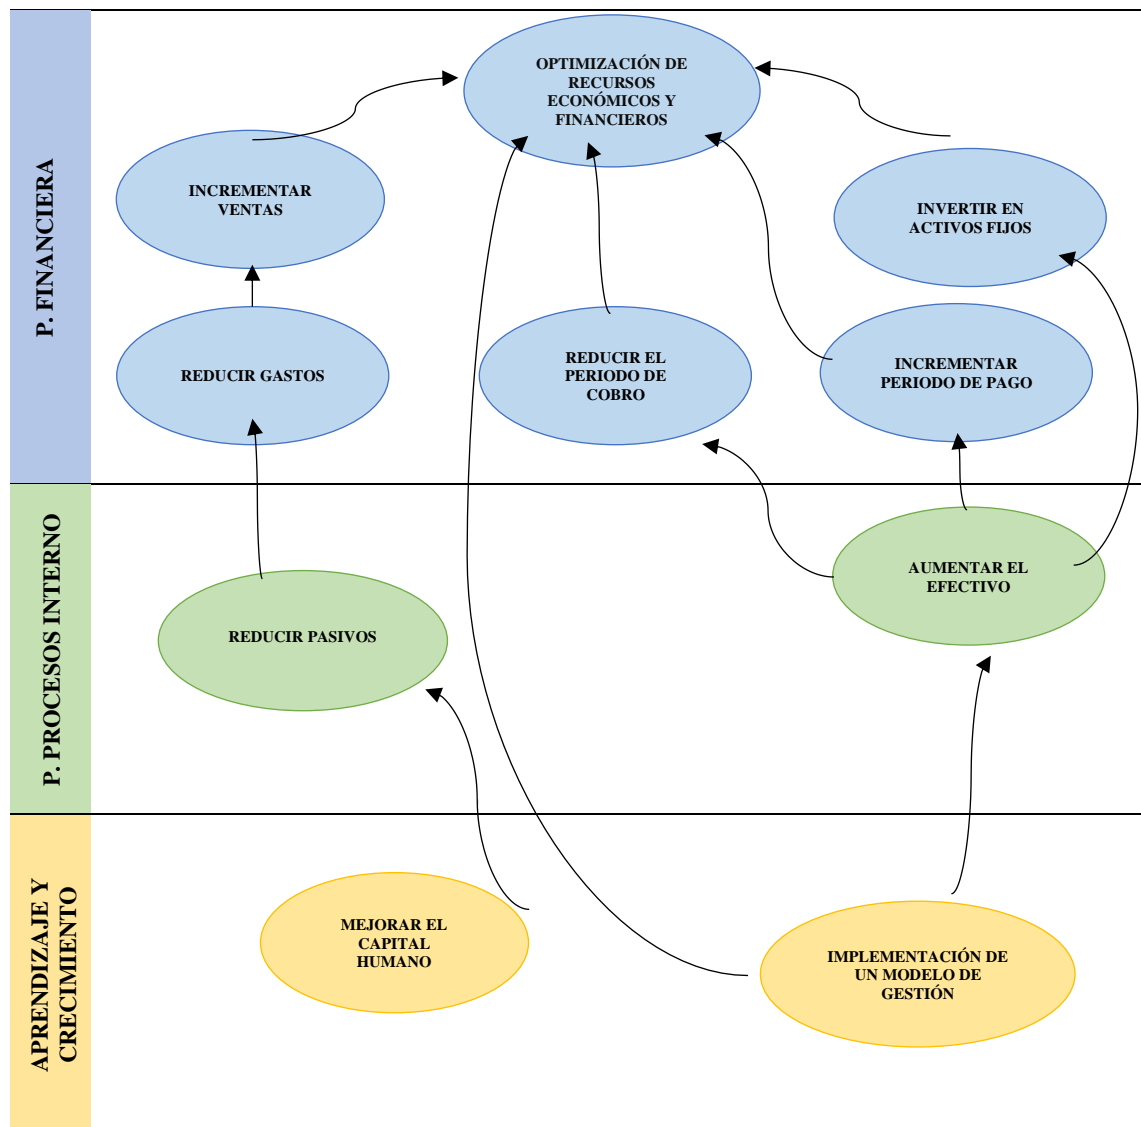 P. FINANCIERA
OPTIMIZACIÓN DE
RECURSOS
ECONÓMICOS Y
FINANCIEROS
INCREMENTAR
VENTAS
INVERTIR EN
ACTIVOS FIJOS
REDUCIR GASTOS
REDUCIR EL
PERIODO DE
COBRO
INCREMENTAR
PERIODO DE PAGO
P. PROCESOS INTERNO
AUMENTAR EL
EFECTIVO
REDUCIR PASIVOS
APRENDIZAJE Y
CRECIMIENTO
MEJORAR EL
CAPITAL
HUMANO
IMPLEMENTACIÓN DE
UN MODELO DE
GESTIÓN